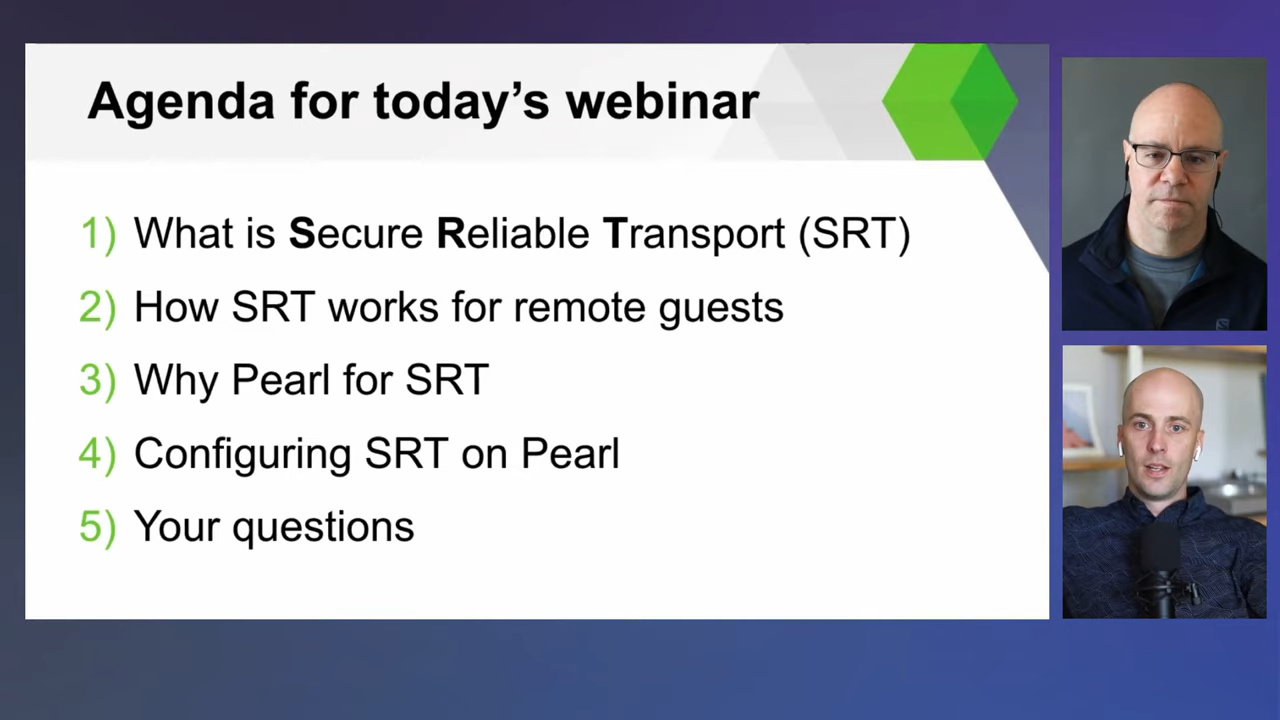 Agenda for today’s webinar
1) What is Secure Reliable Transport (SRT)
2) How SRT works for remote guests
3) Why Pearl for SRT
4) Configuring SRT on Pearl
5) Your questions